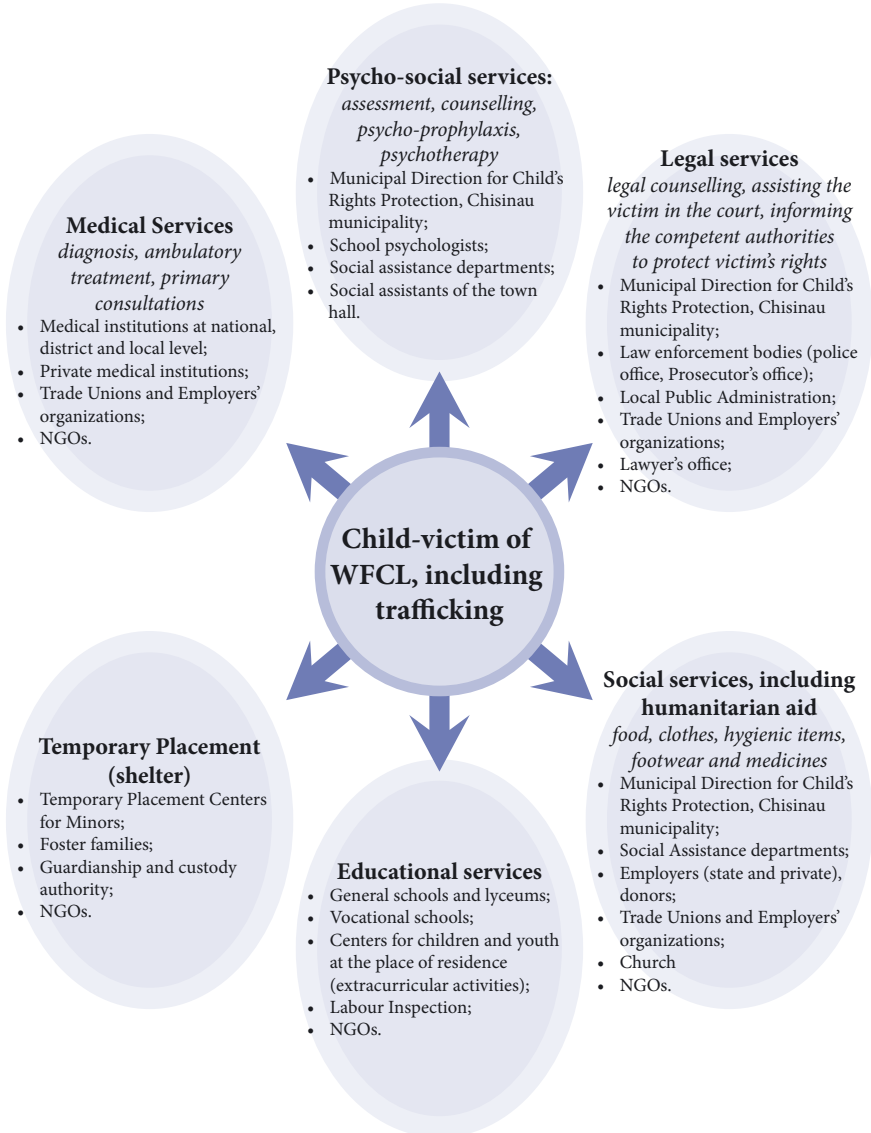 Psycho-social services:
assessment, counselling,
psycho-prophylaxis,
psychotherapy
• Municipal Direction for Child's
Rights Protection, Chisinau
municipality;
• School psychologists;
• Social assistance departments;
• Social assistants of the town
hall.
Medical Services
diagnosis, ambulatory
treatment, primary
consultations
• Medical institutions at national,
district and local level;
• Private medical institutions;
• Trade Unions and Employers'
organizations;
• NGOs.
Legal services
legal counselling, assisting the
victim in the court, informing
the competent authorities
to protect victim's rights
• Municipal Direction for Child's
Rights Protection, Chisinau
municipality;
• Law enforcement bodies (police
office, Prosecutor's office);
• Local Public Administration;
• Trade Unions and Employers'
organizations;
• Lawyer's office;
• NGOs.
Child-victim of
WFCL, including
trafficking
Temporary Placement
(shelter)
• Temporary Placement Centers
for Minors;
• Foster families;
• Guardianship and custody
authority;
• NGOs.
Educational services
• General schools and lyceums;
• Vocational schools;
• Centers for children and youth
at the place of residence
(extracurricular activities);
• Labour Inspection;
• NGOs.
Social services, including
humanitarian aid
food, clothes, hygienic items,
footwear and medicines
• Municipal Direction for Child's
Rights Protection, Chisinau
municipality;
• Social Assistance departments;
• Employers (state and private),
donors;
• Trade Unions and Employers'
organizations;
• Church
• NGOs.